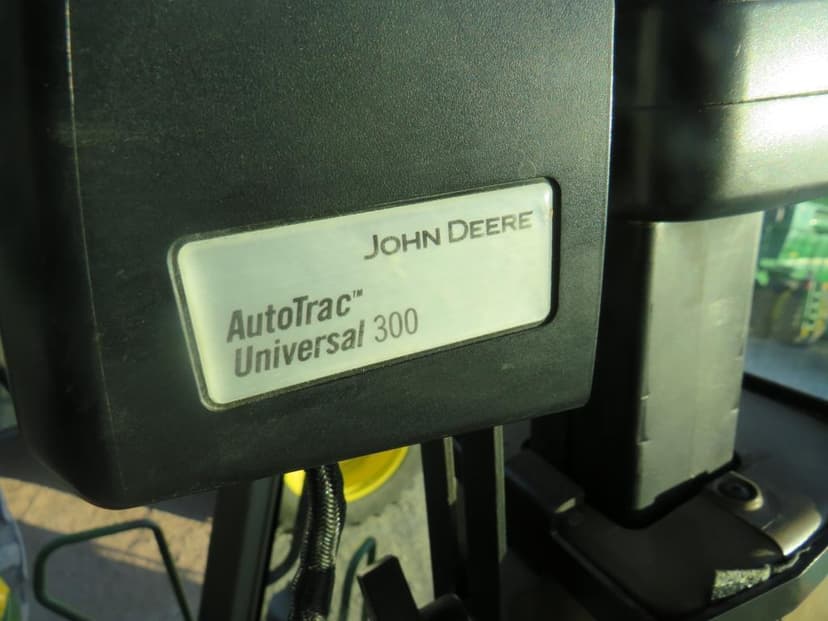 JOHN DEERE
AutoTrac™
Universal 300